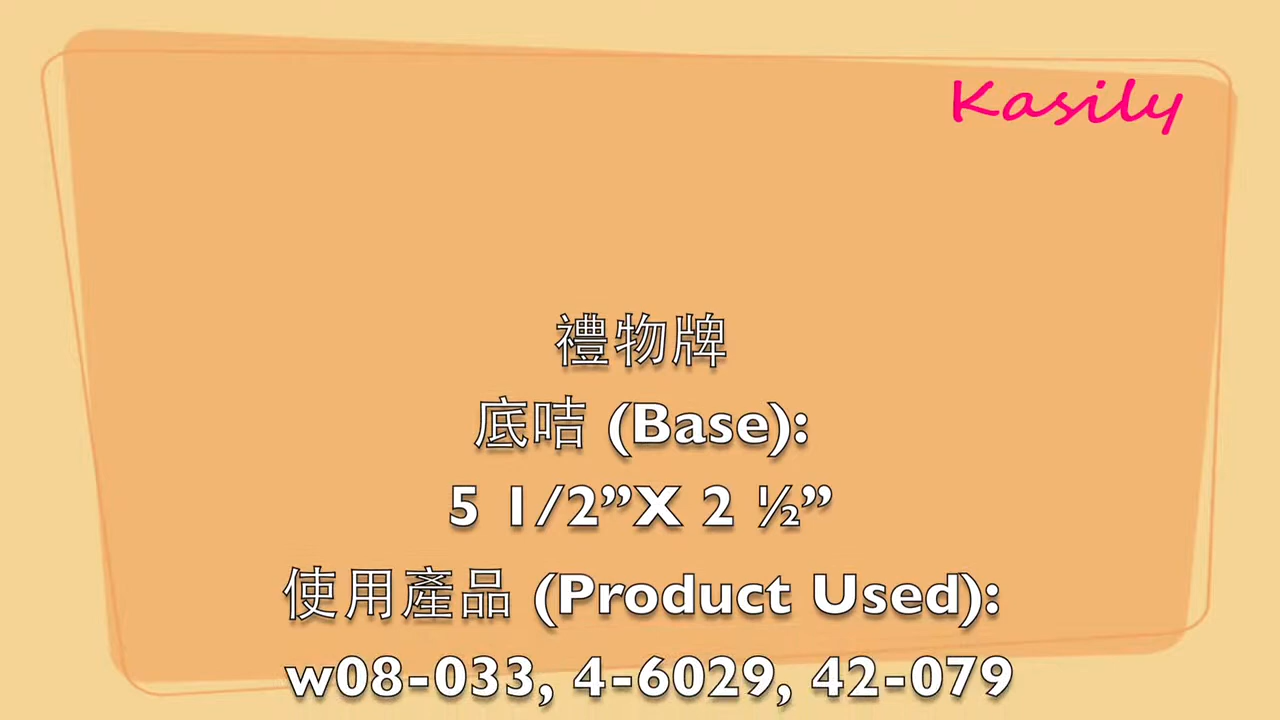 Kasily
禮物牌
底咭 (Base):
5 1/2”X 2 ½”
使用產品 (Product Used):
w08-033, 4-6029, 42-079